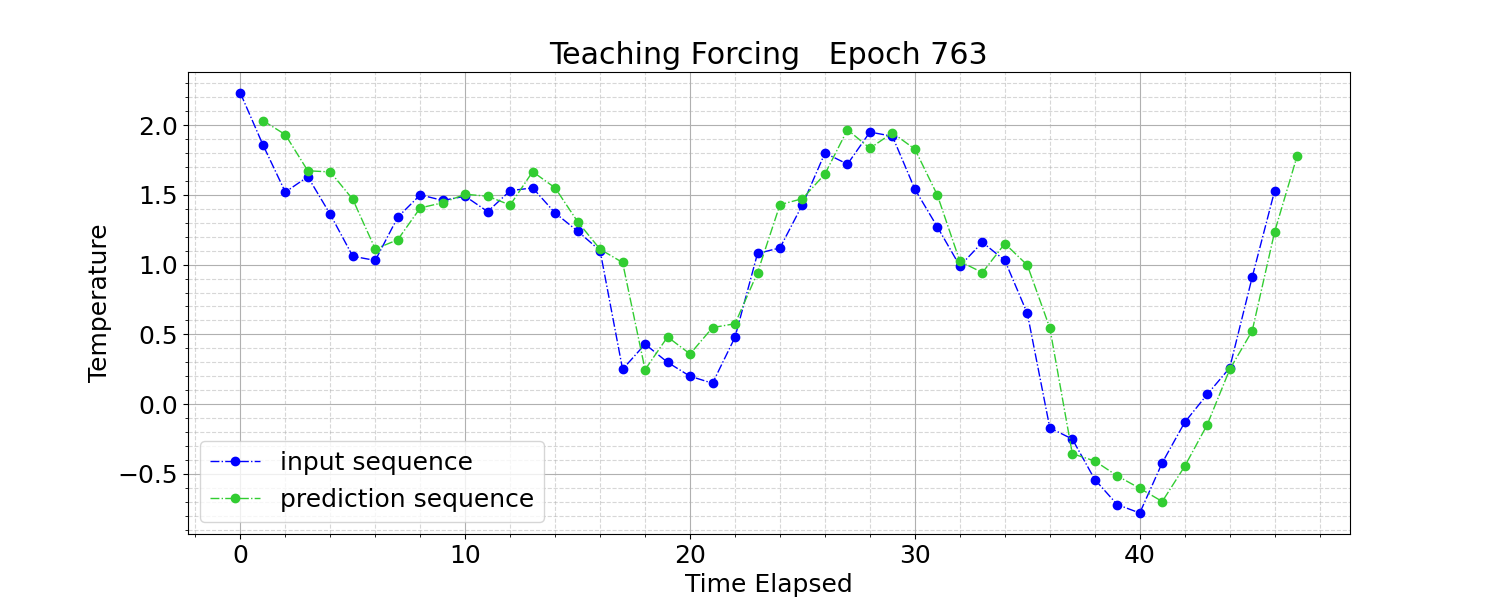 Teaching Forcing   Epoch 763
Temperature
2.0
1.5
1.0
0.5
0.0
−0.5
input sequence
prediction sequence
0 10 20 30 40
Time Elapsed